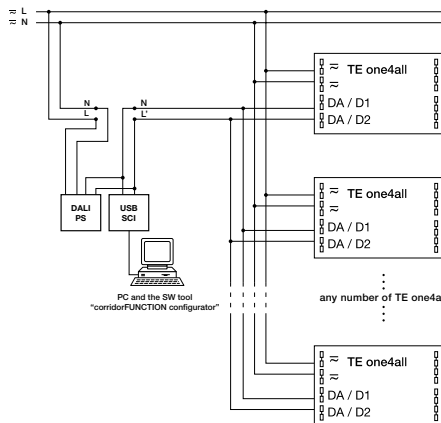 ≂ L
≂ N
N
L
N
L'
DALI
PS
USB
SCI
PC and the SW tool
"corridorFUNCTION configurator"
≂ TE one4all
≂
DA / D1
DA / D2
≂ TE one4all
≂
DA / D1
DA / D2
any number of TE one4a
≂ TE one4all
≂
DA / D1
DA / D2